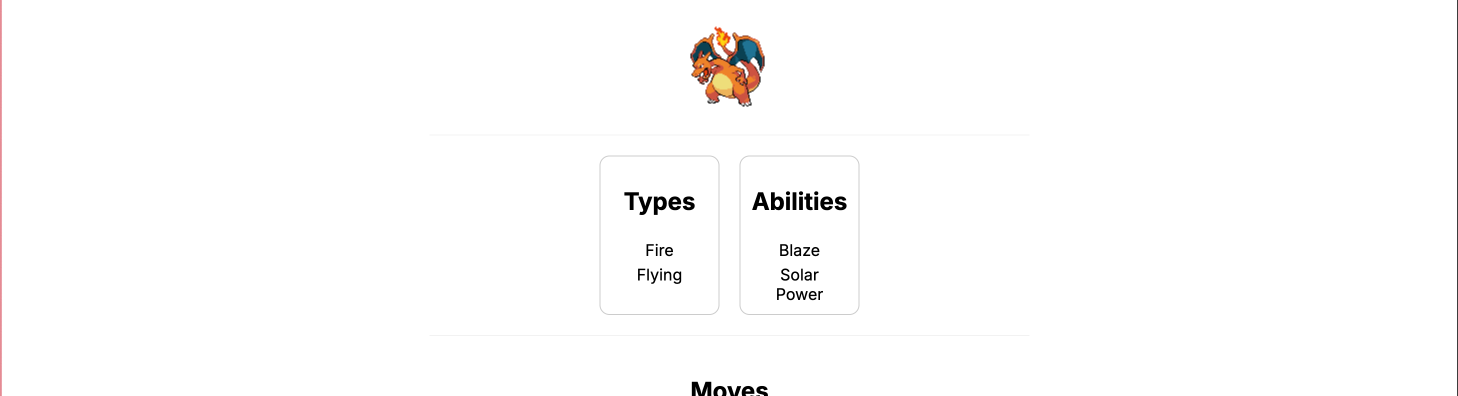 Types
Fire
Flying
Abilities
Blaze
Solar
Power
Moves